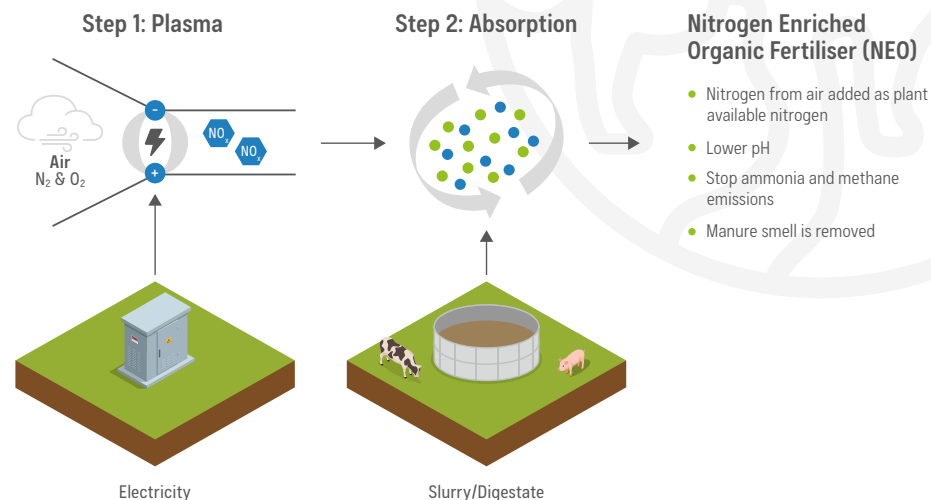 Step 1: Plasma
Air
N₂ & O₂
-
+
NOₓ
NOₓ
Electricity
Step 2: Absorption
Slurry/Digestate
Nitrogen Enriched
Organic Fertiliser (NEO)
Nitrogen from air added as plant
available nitrogen
Lower pH
Stop ammonia and methane
emissions
Manure smell is removed